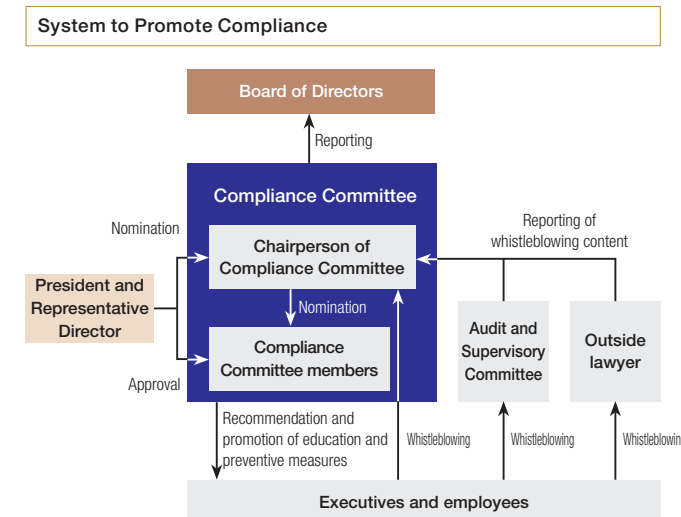 System to Promote Compliance
Board of Directors
Reporting
Compliance Committee
Nomination
Reporting of
whistleblowing content
Chairperson of
Compliance Committee
President and
Representative
Director
Nomination
Audit and
Supervisory
Committee
Outside
lawyer
Compliance
Committee members
Approval
Recommendation and
promotion of education and
preventive measures
Whistleblowing
Whistleblowing
Whistleblowin
Executives and employees